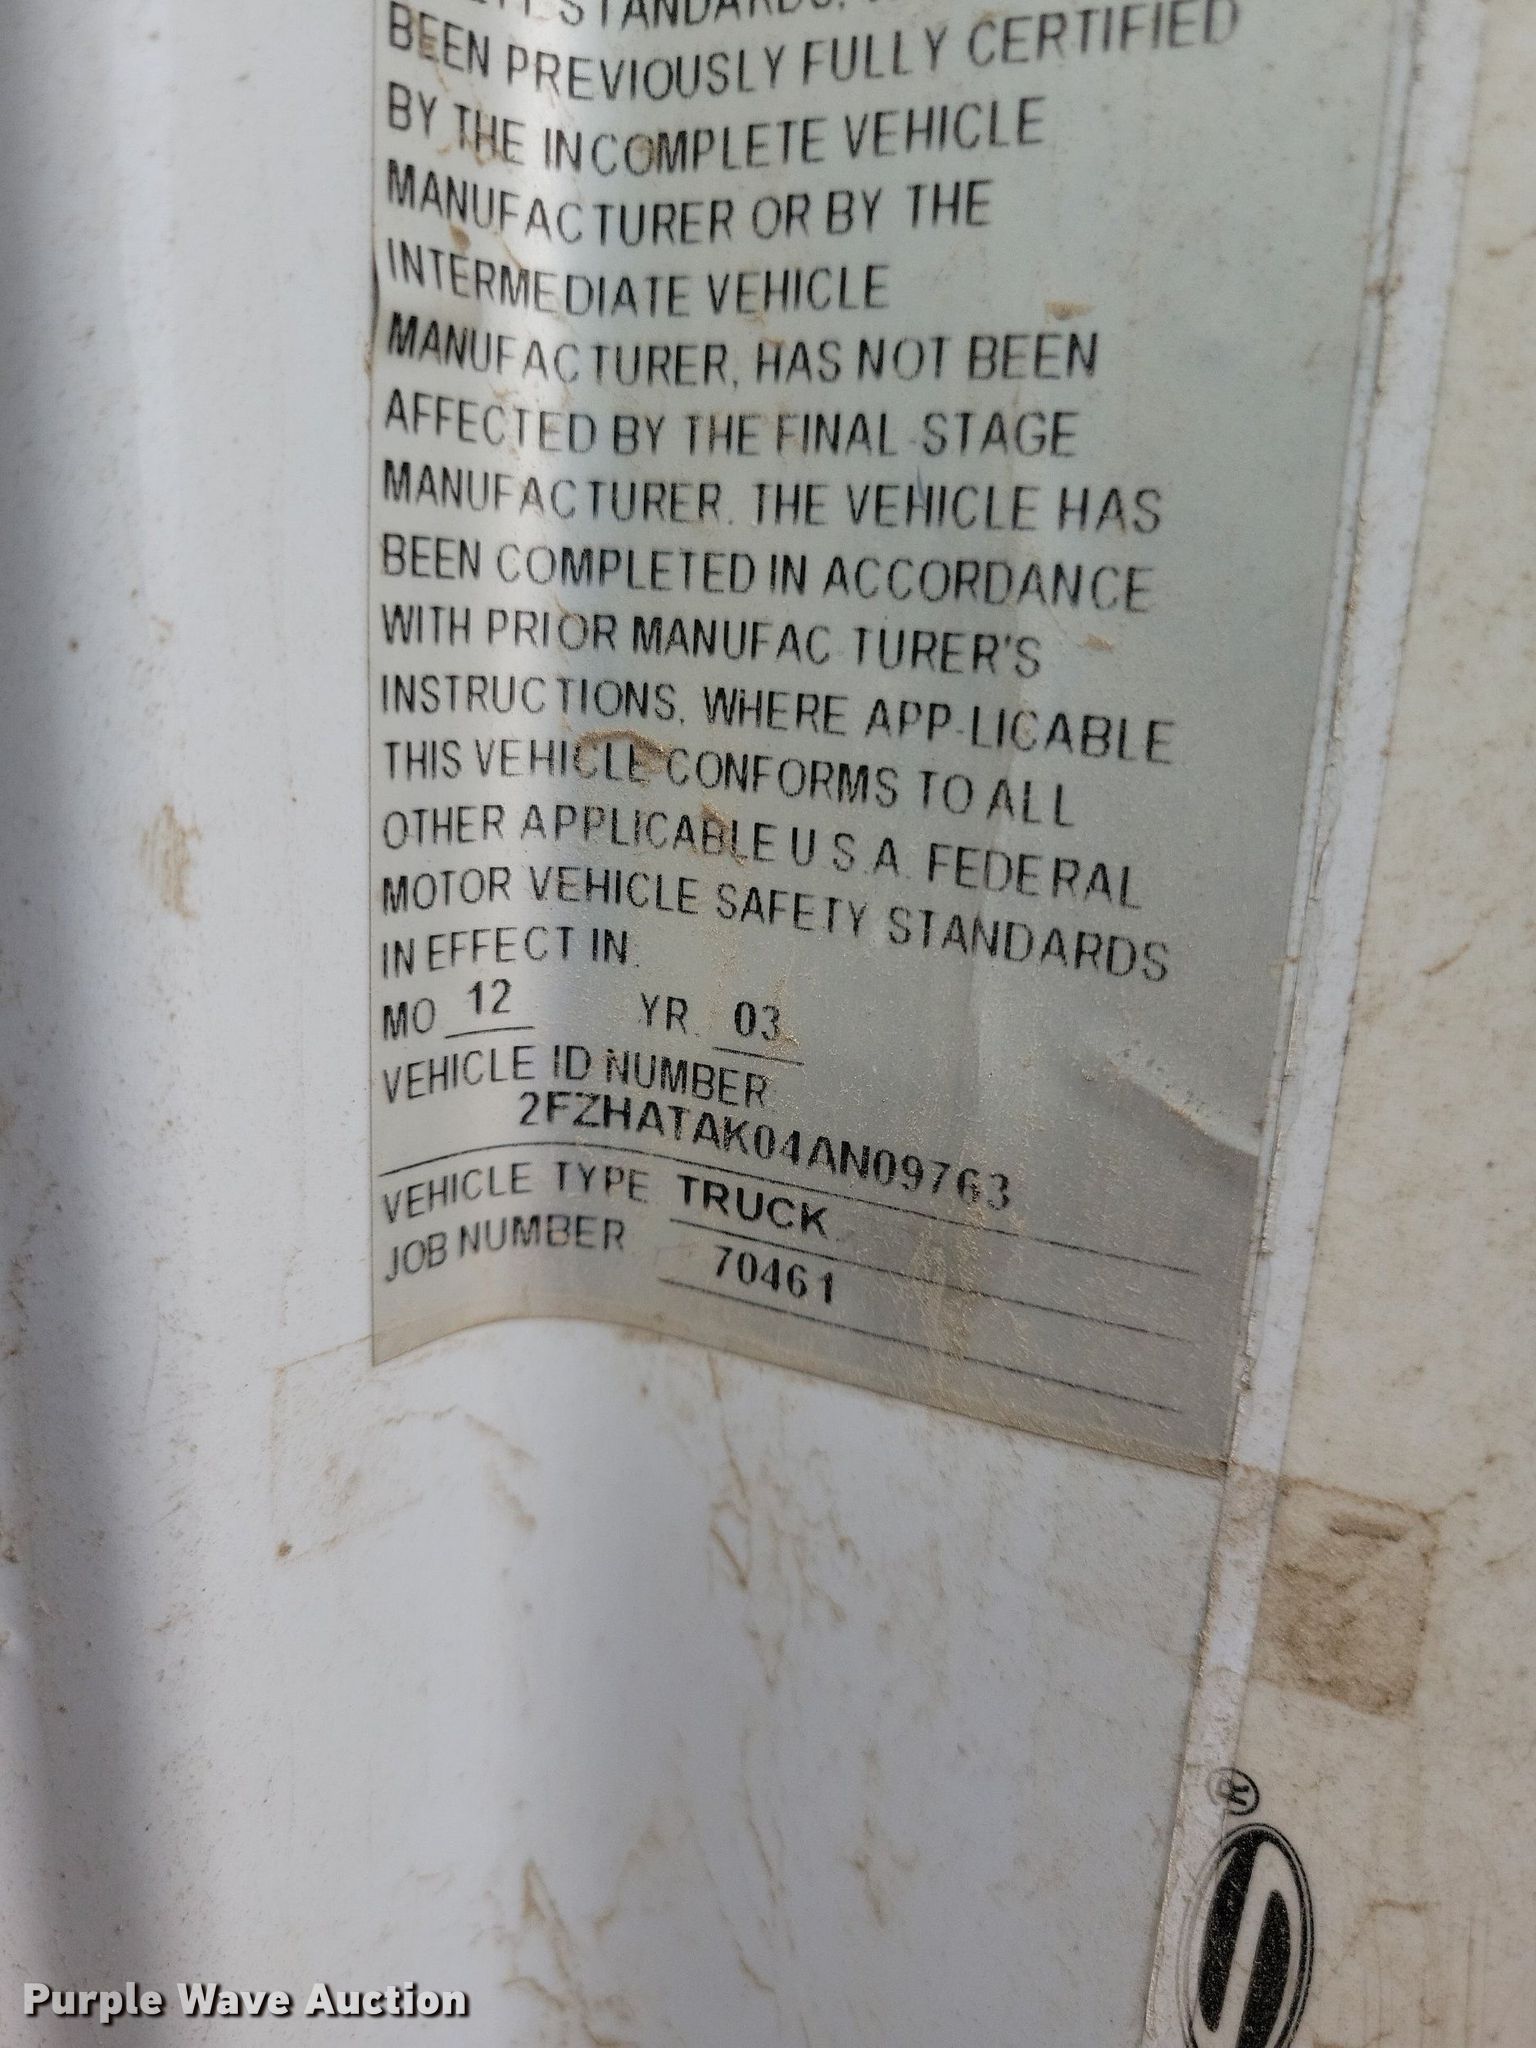 STANDARDS,
BEEN PREVIOUSLY FULLY CERTIFIED
BY THE INCOMPLETE VEHICLE
MANUFACTURER OR BY THE
INTERMEDIATE VEHICLE
MANUFACTURER, HAS NOT BEEN
AFFECTED BY THE FINAL-STAGE
MANUFACTURER. THE VEHICLE HAS
BEEN COMPLETED IN ACCORDANCE
WITH PRIOR MANUFAC TURER'S
INSTRUCTIONS, WHERE APP-LICABLE
THIS VEHICLE CONFORMS TO ALL
OTHER APPLICABLE U.S.A. FEDERAL
MOTOR VEHICLE SAFETY STANDARDS
IN EFFECT IN:
MO 12 YR. 03
VEHICLE ID NUMBER:
2FZHATAK04AN09763
VEHICLE TYPE TRUCK
JOB NUMBER 70461
®
Purple Wave Auction